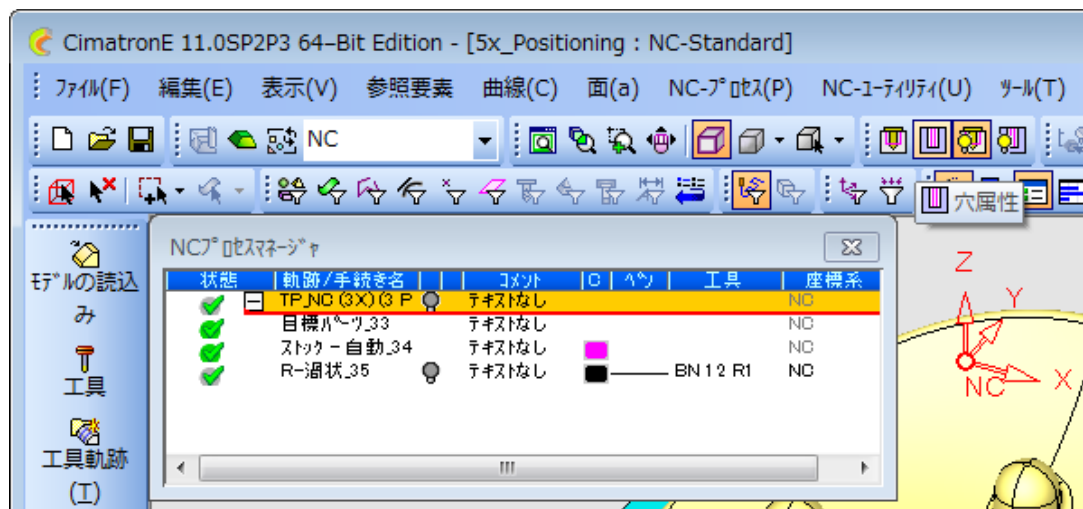 CimatronE 11.0SP2P3 64–Bit Edition - [5x_Positioning : NC-Standard]
ﾌｧｲﾙ(F) 編集(E) 表示(V) 参照要素 曲線(C) 面(a) NC-ﾌﾟﾛｾｽ(P) NC-ﾕｰﾃｨﾘﾃｨ(U) ﾂｰﾙ(T)
NC
穴属性
NCﾌﾟﾛｾｽﾏﾈｰｼﾞｬ
状態 軌跡/手続き名 ｺﾒﾝﾄ C ﾍﾟﾝ 工具 座標系
TP_NC (3X) (3 P ﾃｷｽﾄなし NC
目標ﾊﾟｰﾂ_33 ﾃｷｽﾄなし NC
ｽﾄｯｸ - 自動_34 ﾃｷｽﾄなし NC
R-渦状_35 ﾃｷｽﾄなし BN 12 R1 NC
ﾓﾃﾞﾙの読込
み
工具
工具軌跡
(T)
Z
Y
X
NC